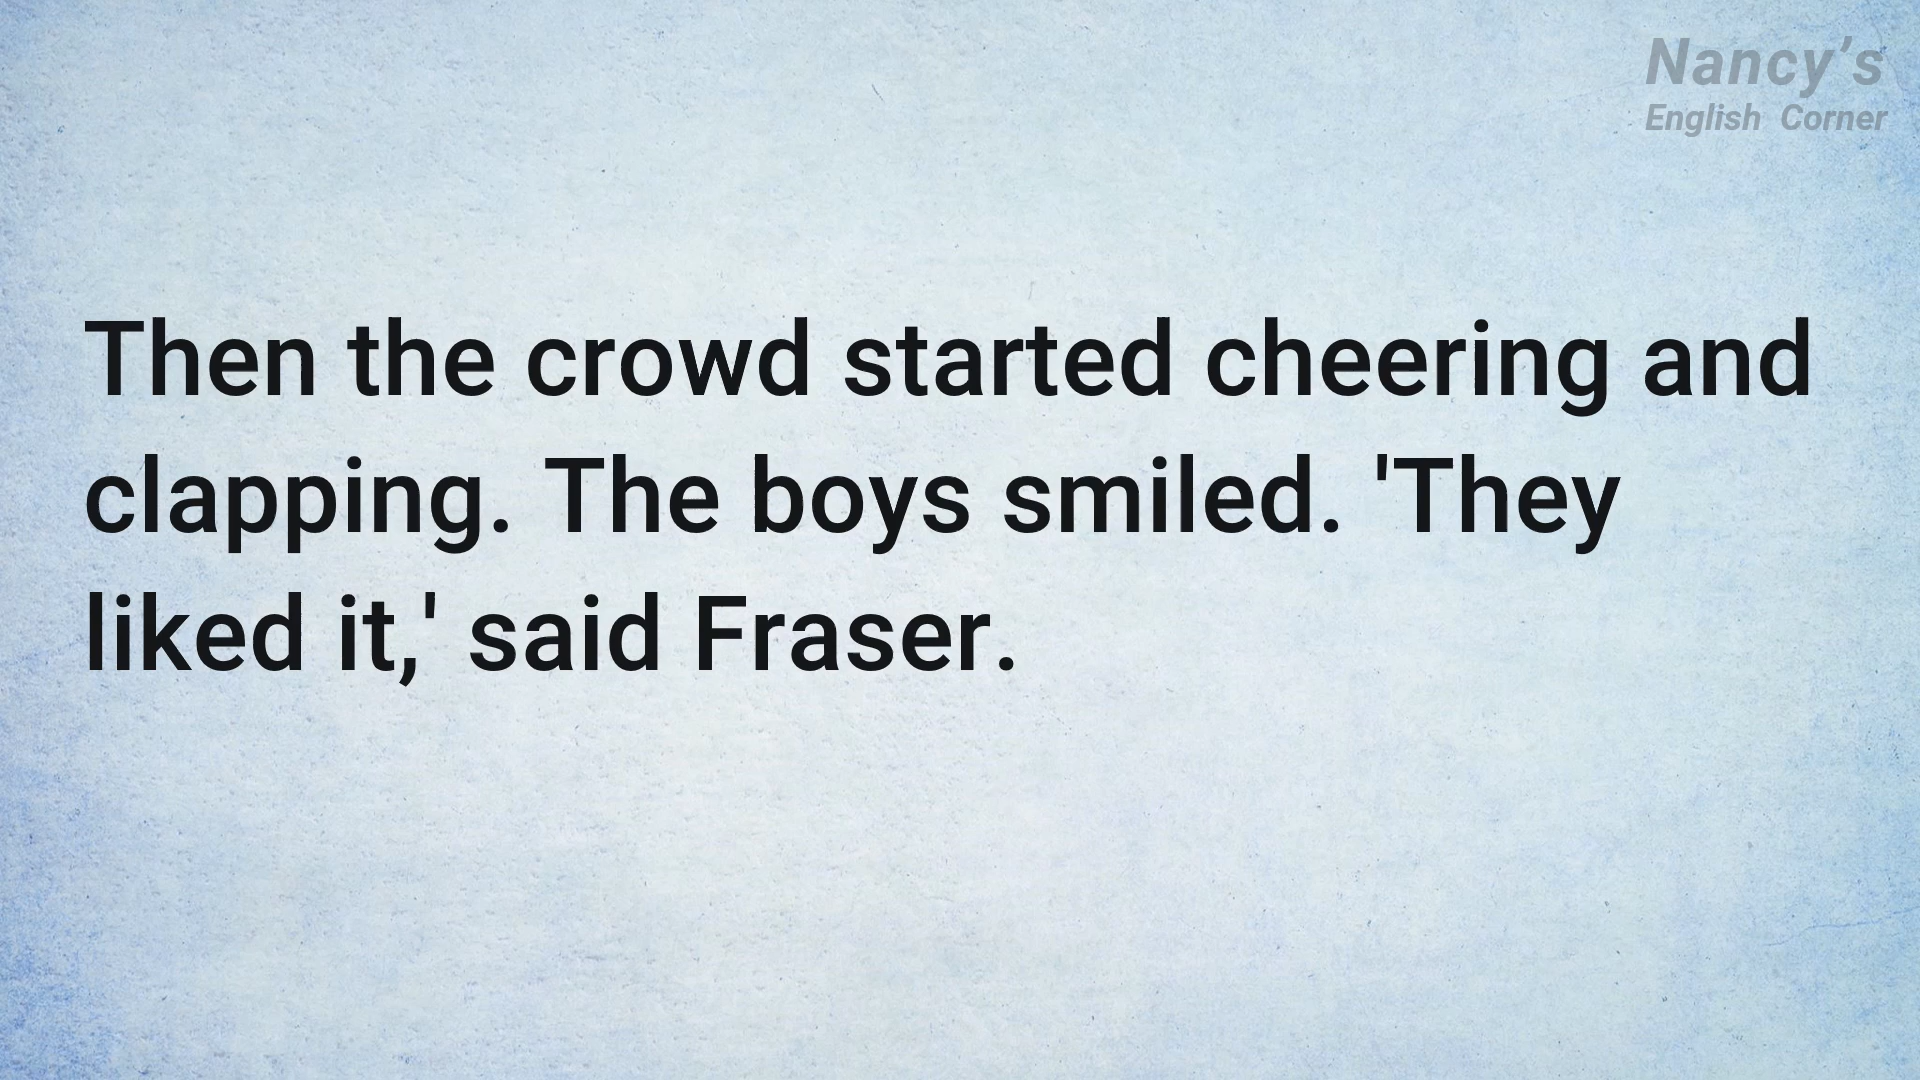 Nancy’s
English Corner
Then the crowd started cheering and
clapping. The boys smiled. 'They
liked it,' said Fraser.